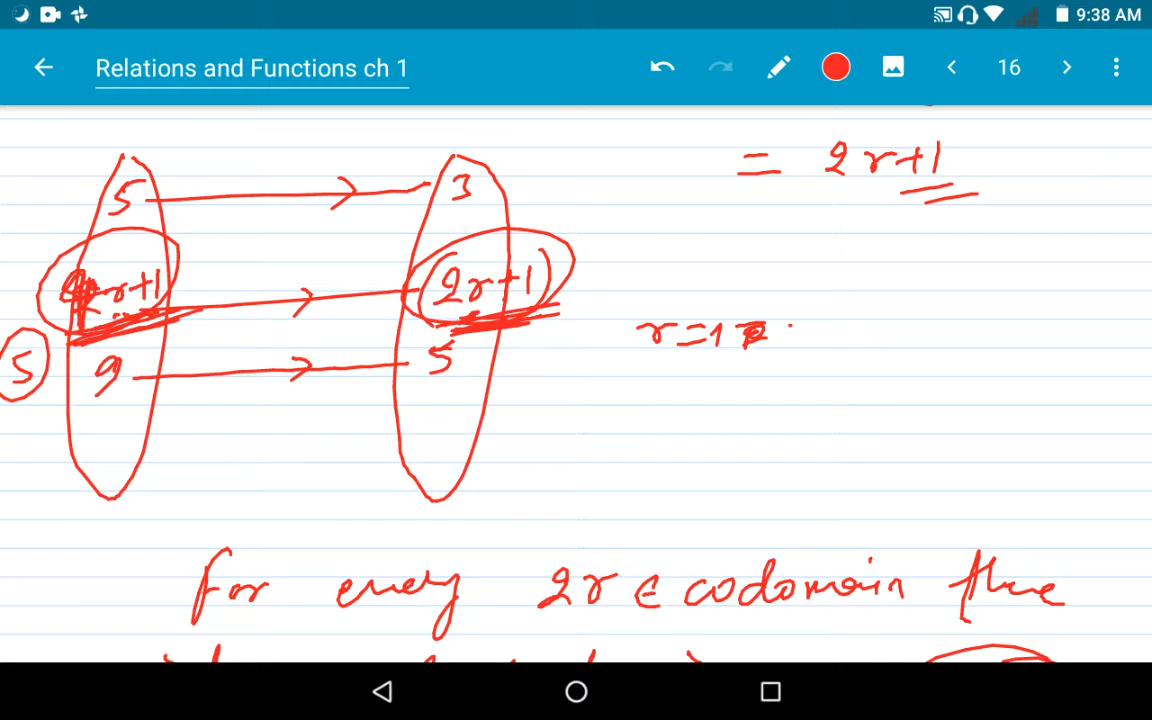 9:38 AM
Relations and Functions ch 1
16
= 2r+1
5 3
r+1 (2r+1)
r=1
5 9 5
for every 2r ∈ codomain there